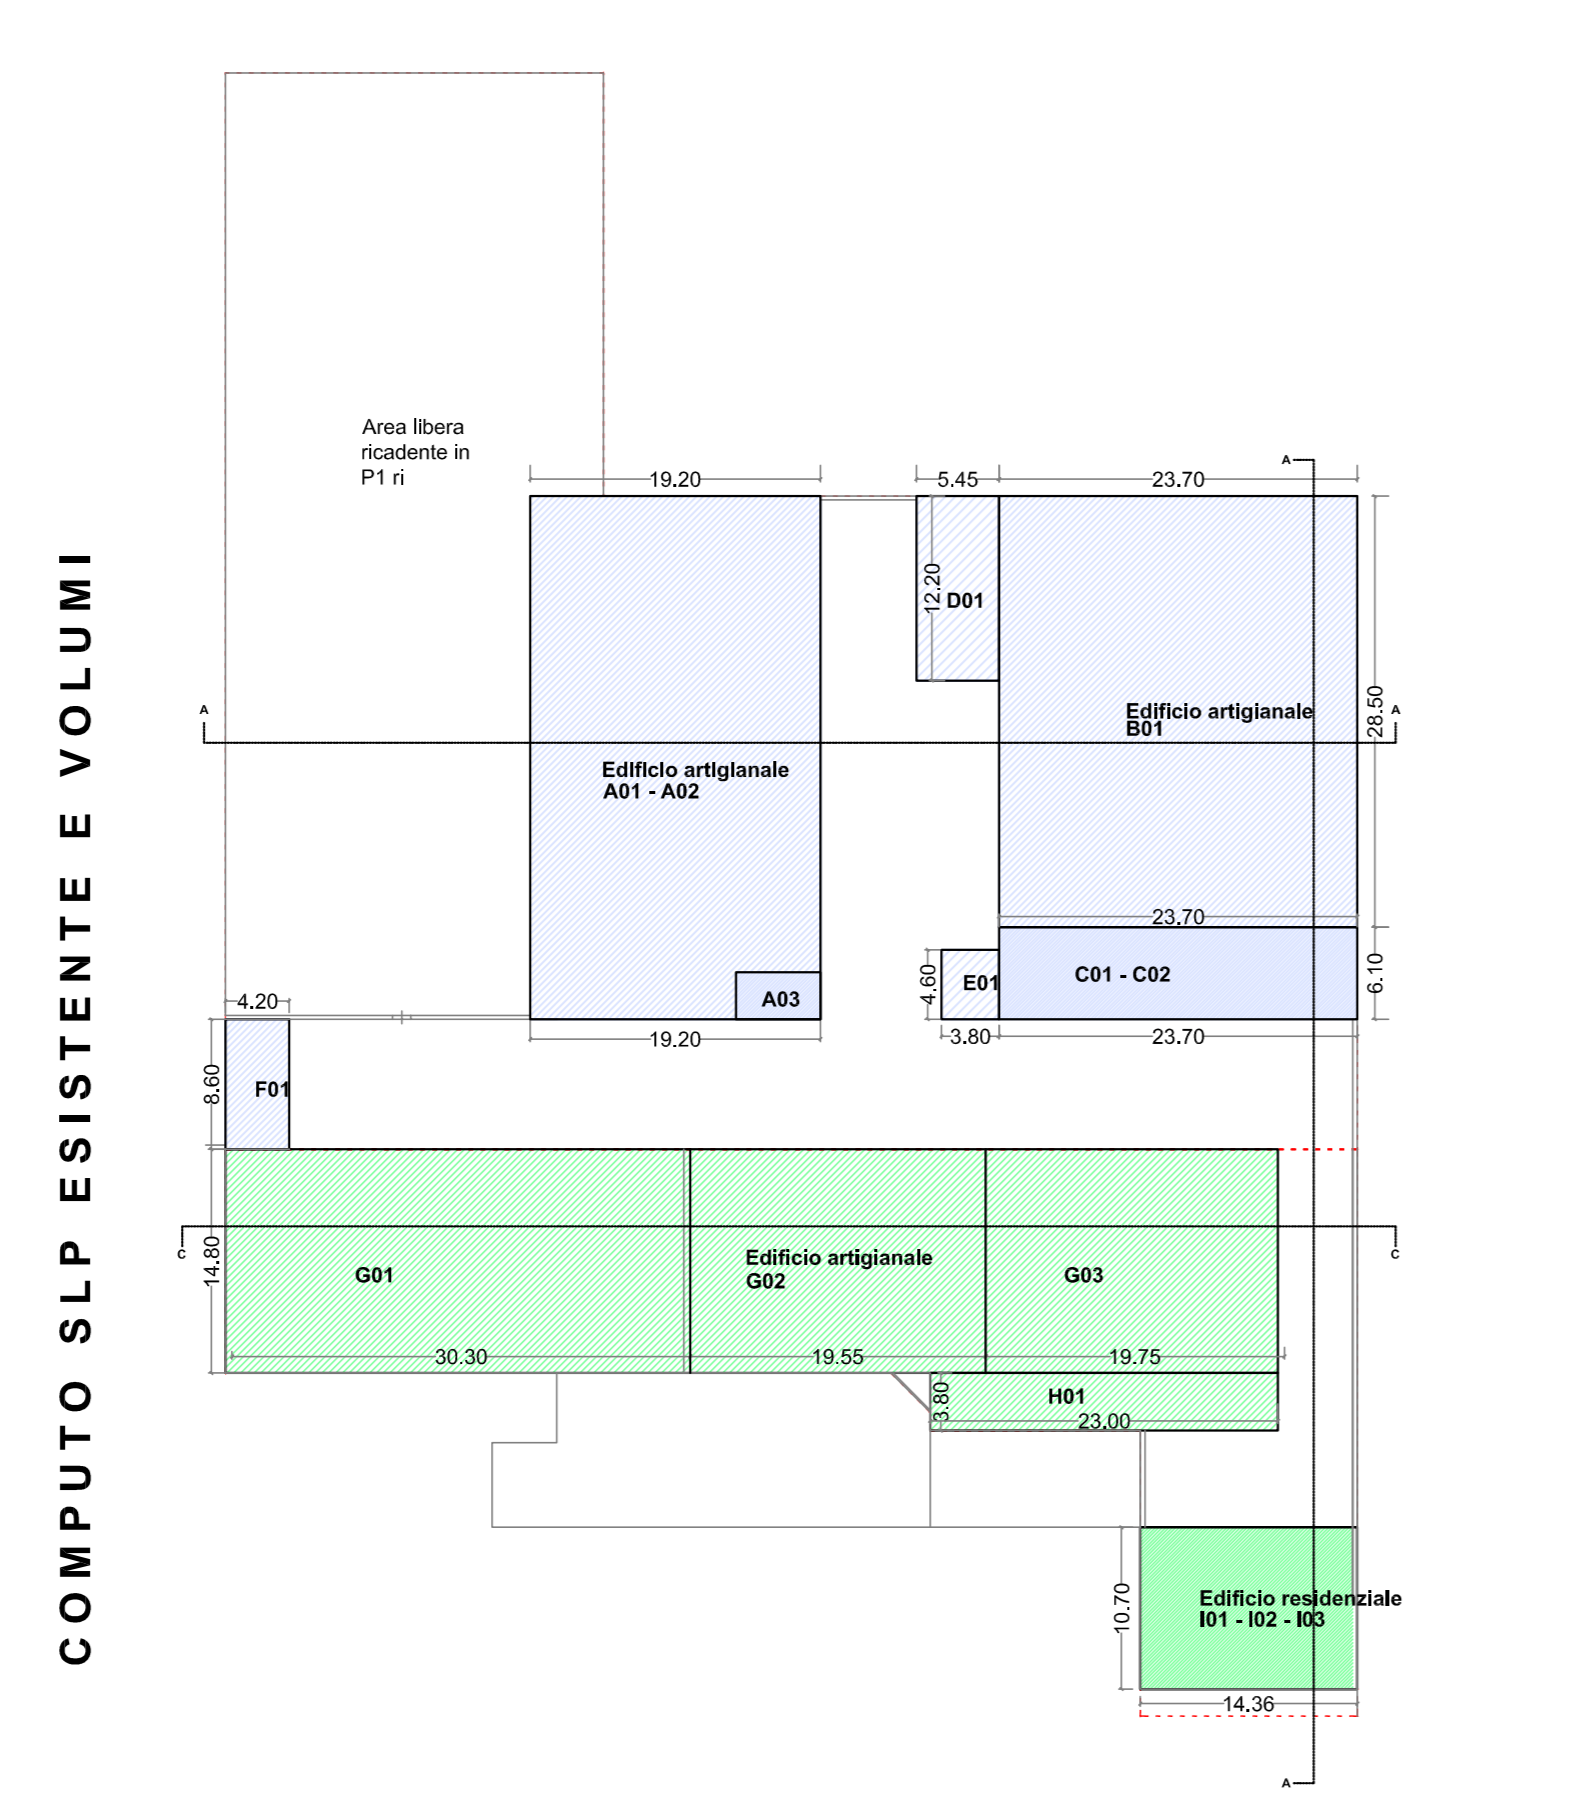 COMPUTO SLP ESISTENTE E VOLUMI
Area libera
ricadente in
P1 ri
A
19.20
5.45
23.70
12.20
D01
28.50
A
A
Edificio artigianale
B01
Edificio artigianale
A01 - A02
23.70
4.60
E01
C01 - C02
6.10
A03
4.20
19.20
3.80
23.70
8.60
F01
14.80
C
C
G01
Edificio artigianale
G02
G03
30.30
19.55
19.75
3.80
H01
23.00
10.70
Edificio residenziale
I01 - I02 - I03
14.36
A